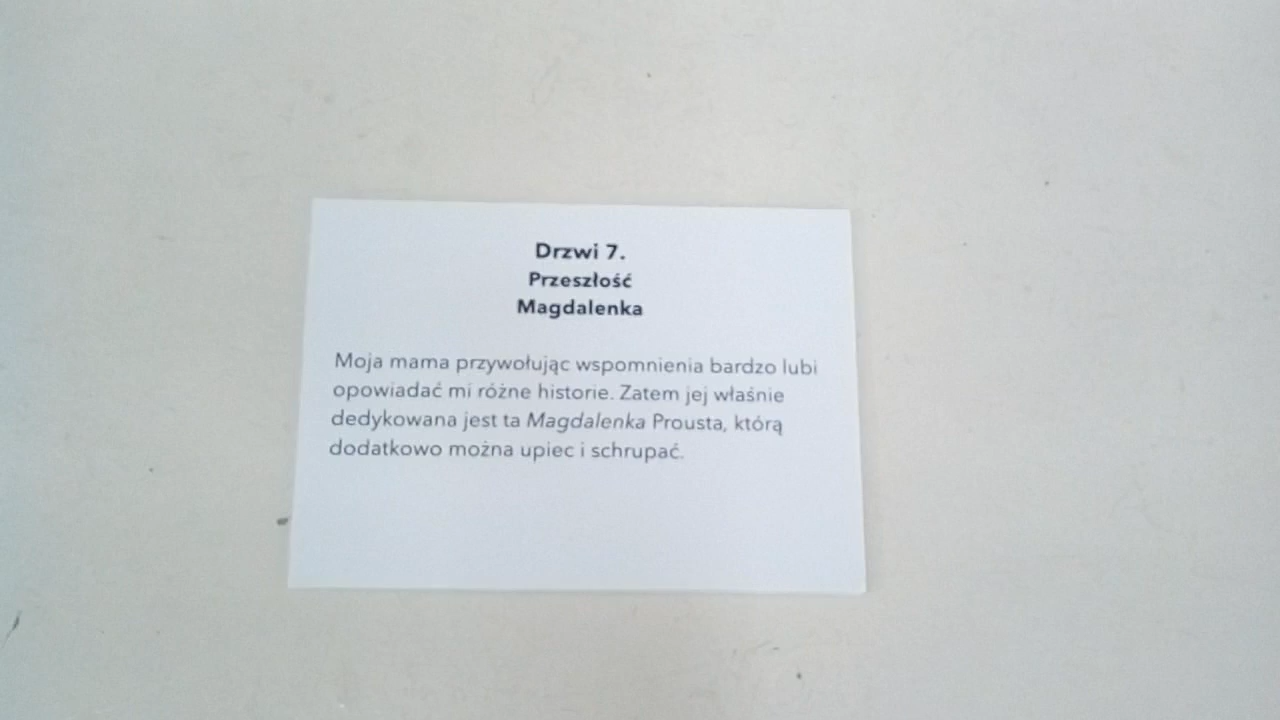 Drzwi 7.
Przeszłość
Magdalenka
Moja mama przywołując wspomnienia bardzo lubi
opowiadać mi różne historie. Zatem jej właśnie
dedykowana jest ta Magdalenka Prousta, którą
dodatkowo można upiec i schrupać.